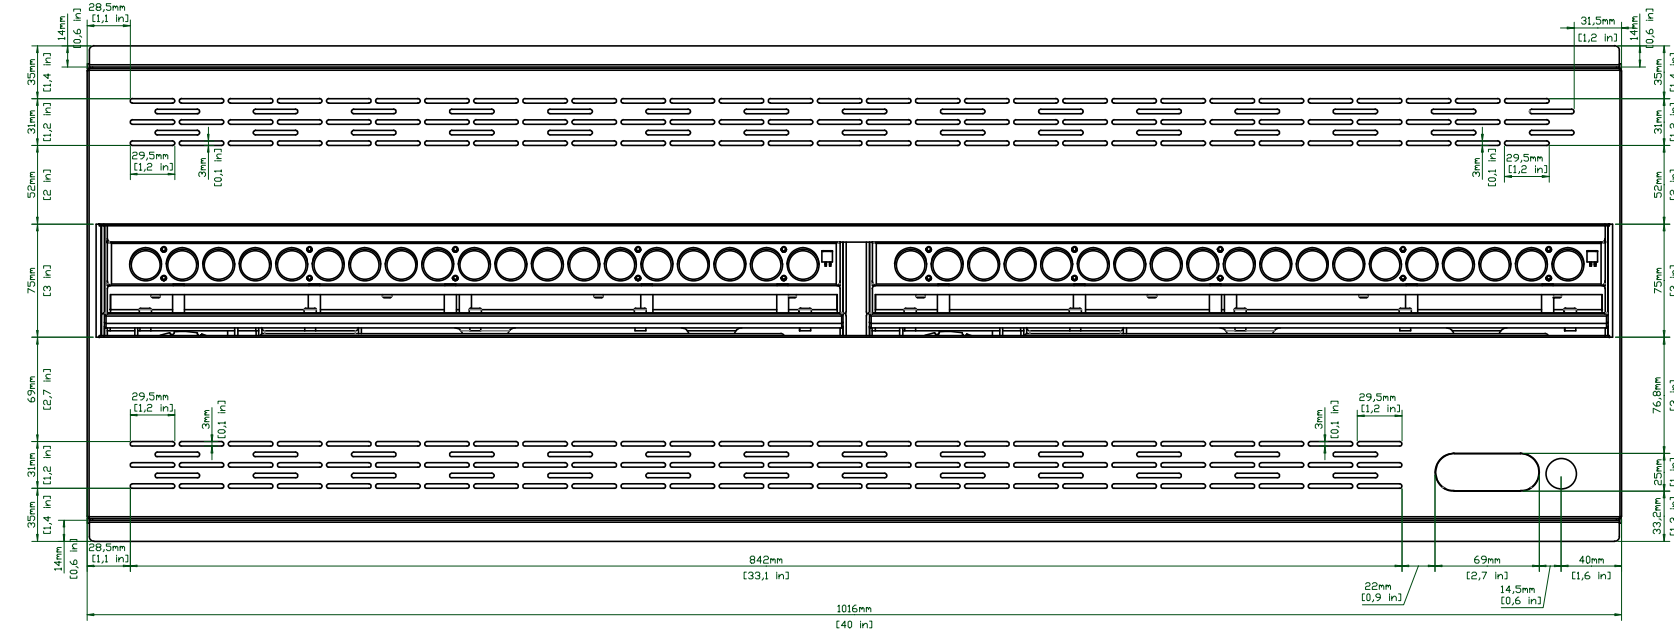 28,5mm
[1,1 in]
14mm
[0,6 in]
31,5mm
[1,2 in]
14mm
[0,6 in]
35mm
[1,4 in]
31mm
[1,2 in]
52mm
[2 in]
75mm
[3 in]
69mm
[2,7 in]
31mm
[1,2 in]
35mm
[1,4 in]
14mm
[0,6 in]
29,5mm
[1,2 in]
3mm
[0,1 in]
3mm
[0,1 in]
29,5mm
[1,2 in]
35mm
31mm
52mm
75mm
76,8mm
25mm
33,2mm
29,5mm
[1,2 in]
3mm
[0,1 in]
3mm
[0,1 in]
29,5mm
[1,2 in]
28,5mm
[1,1 in]
842mm
[33,1 in]
22mm
[0,9 in]
69mm
[2,7 in]
14,5mm
[0,6 in]
40mm
[1,6 in]
1016mm
[40 in]